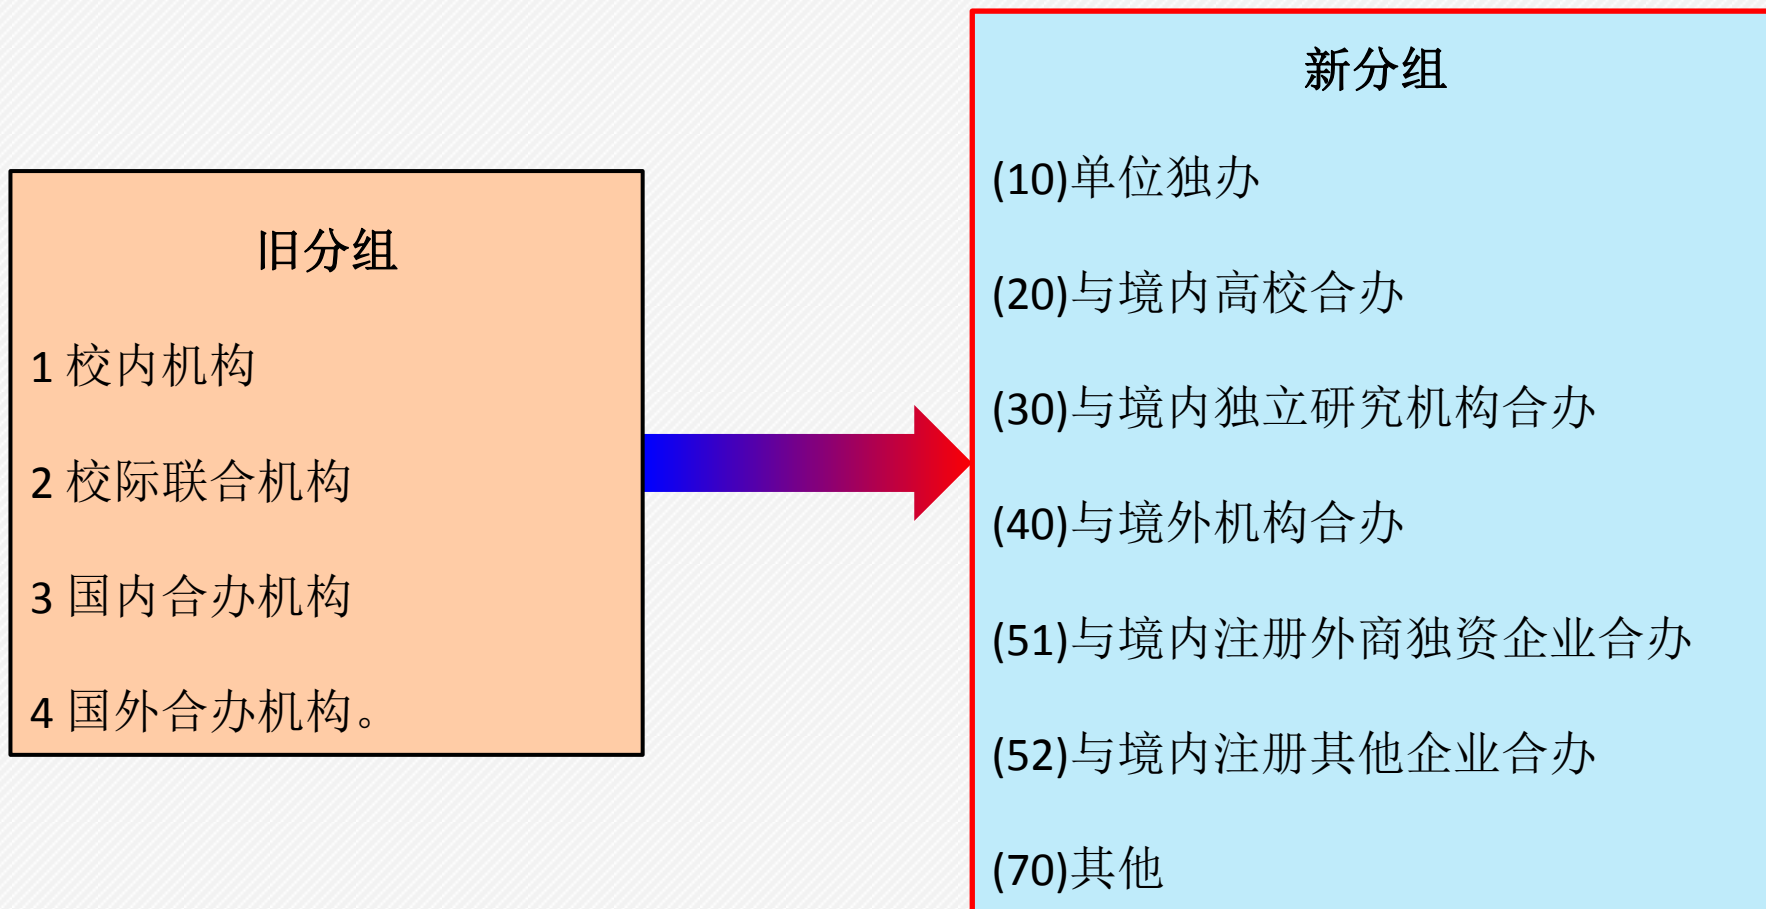 旧分组
1 校内机构
2 校际联合机构
3 国内合办机构
4 国外合办机构。
新分组
(10)单位独办
(20)与境内高校合办
(30)与境内独立研究机构合办
(40)与境外机构合办
(51)与境内注册外商独资企业合办
(52)与境内注册其他企业合办
(70)其他